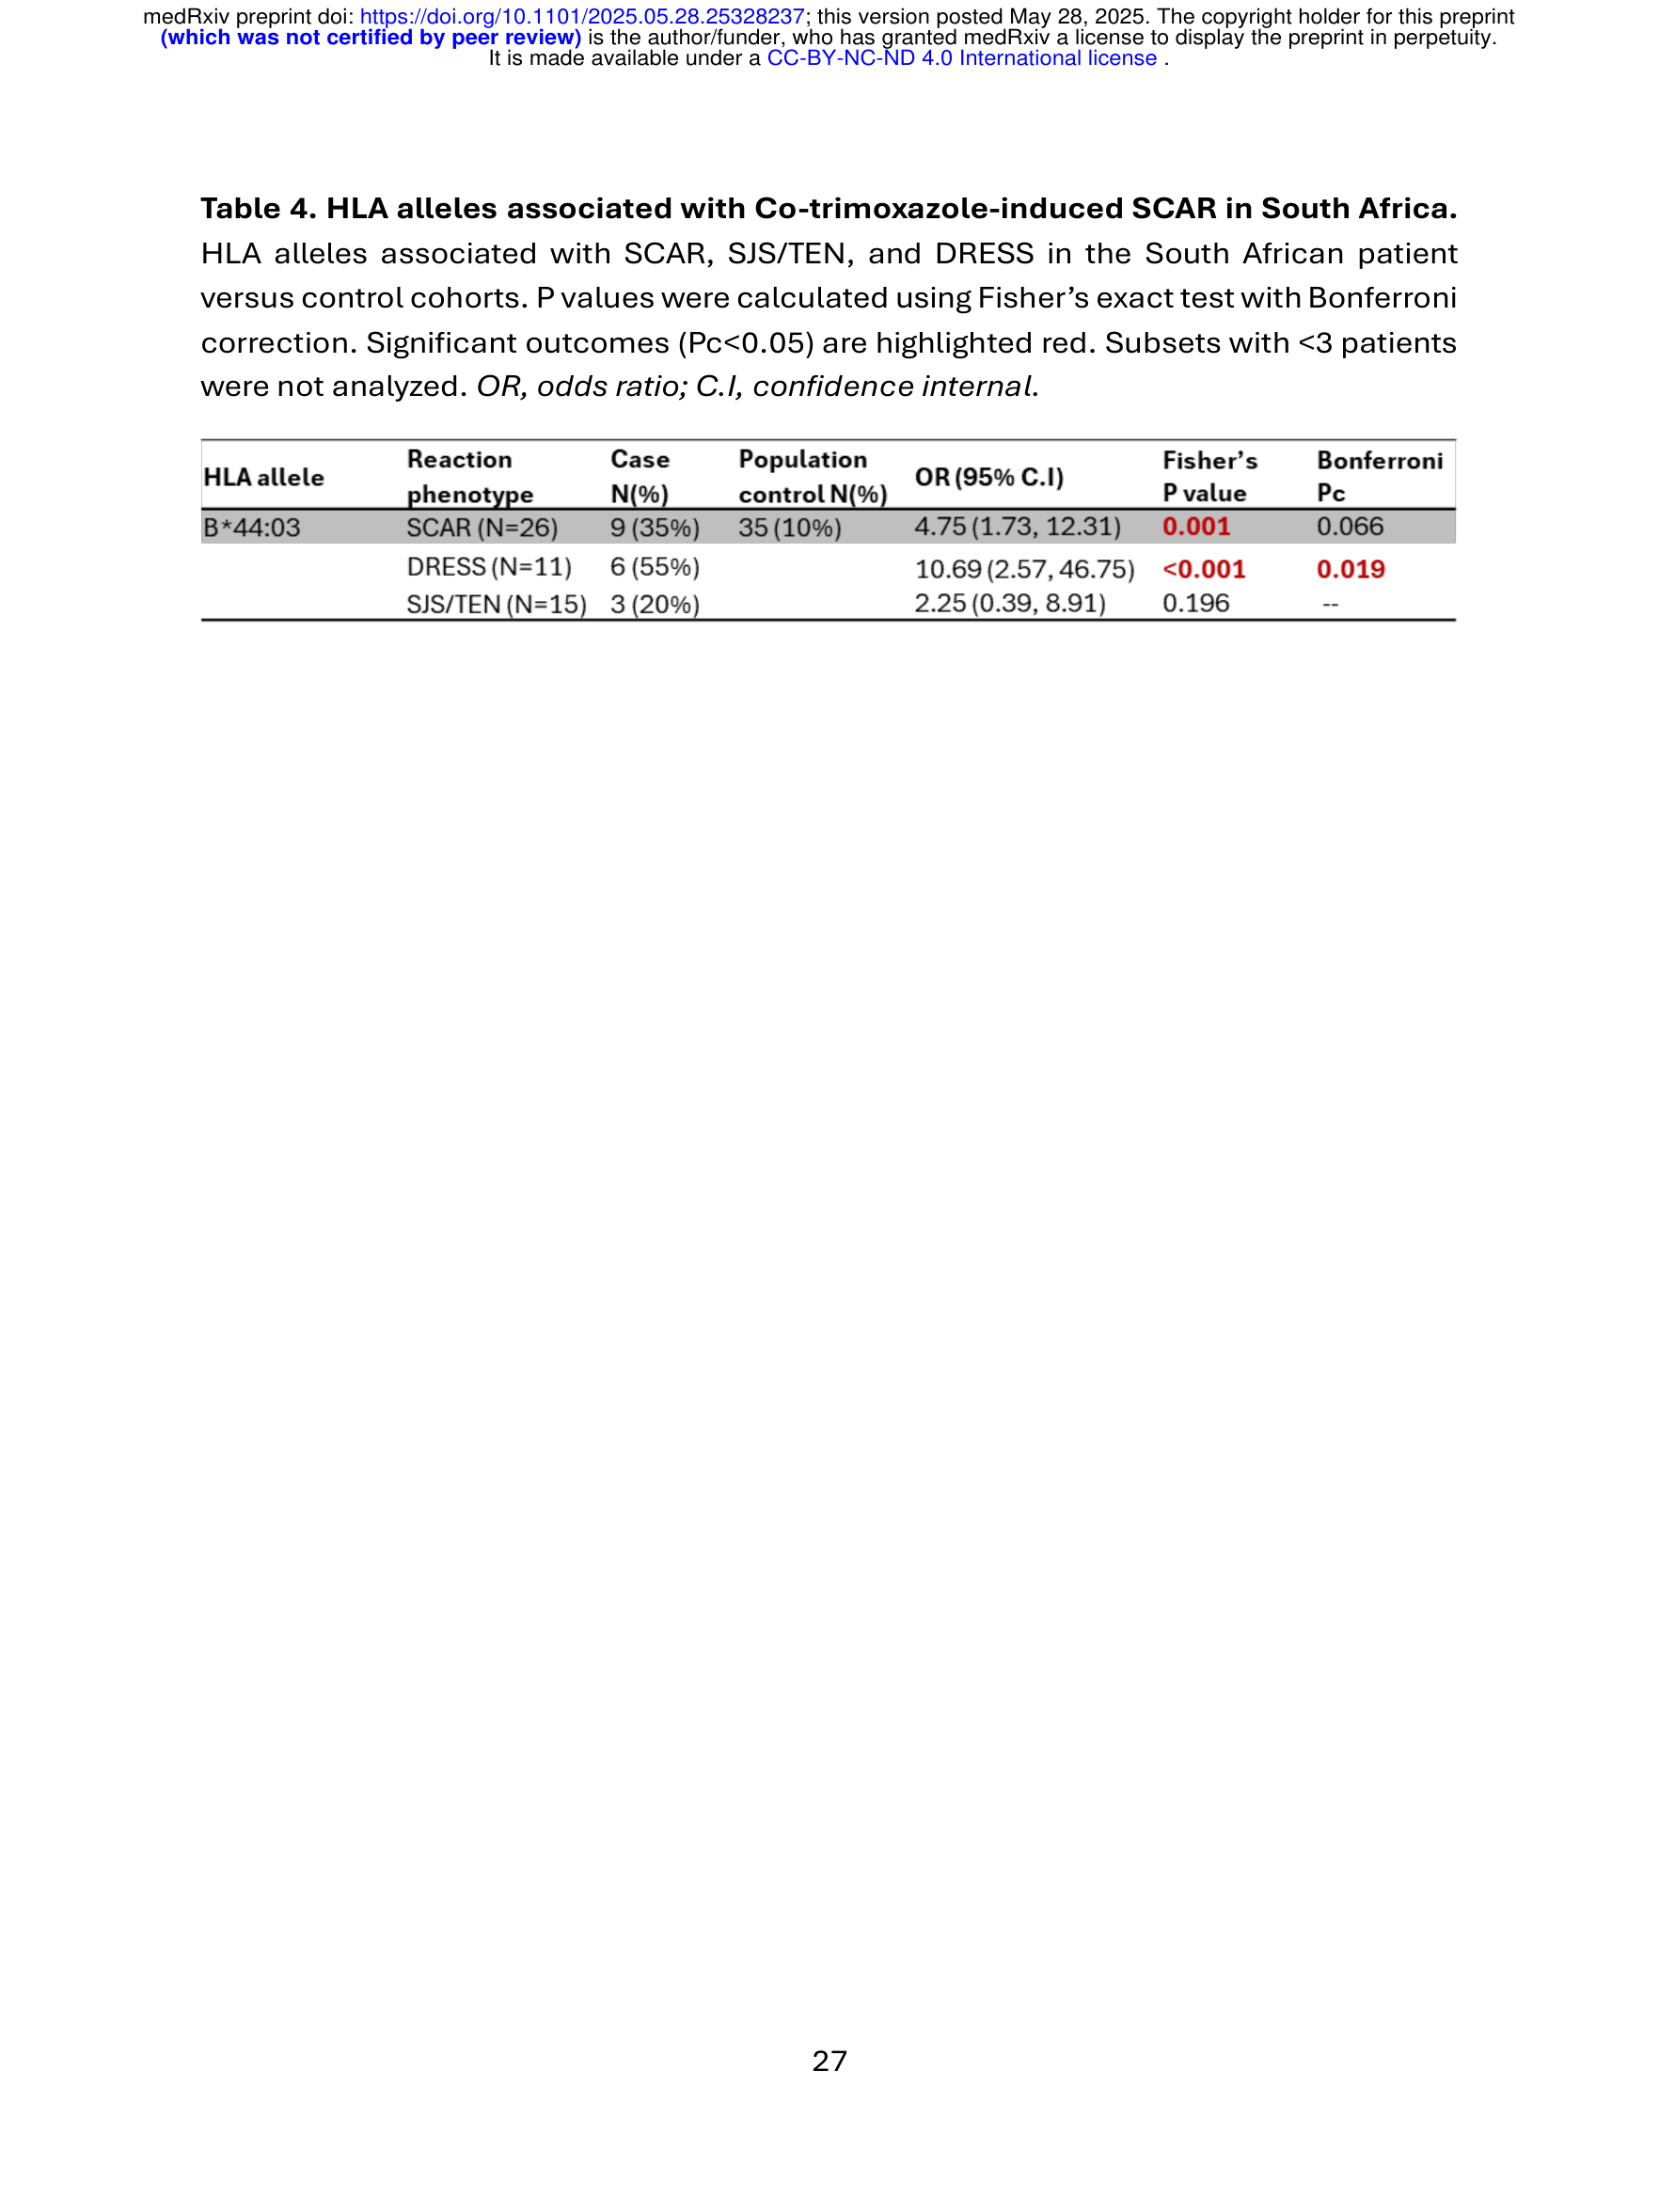 medRxiv preprint doi: https://doi.org/10.1101/2025.05.28.25328237; this version posted May 28, 2025. The copyright holder for this preprint
(which was not certified by peer review) is the author/funder, who has granted medRxiv a license to display the preprint in perpetuity.
It is made available under a CC-BY-NC-ND 4.0 International license .
Table 4. HLA alleles associated with Co-trimoxazole-induced SCAR in South Africa.
HLA alleles associated with SCAR, SJS/TEN, and DRESS in the South African patient
versus control cohorts. P values were calculated using Fisher’s exact test with Bonferroni
correction. Significant outcomes (Pc<0.05) are highlighted red. Subsets with <3 patients
were not analyzed. OR, odds ratio; C.I, confidence internal.
HLA allele Reaction phenotype Case N(%) Population control N(%) OR (95% C.I) Fisher’s P value Bonferroni Pc
B*44:03 SCAR (N=26) 9 (35%) 35 (10%) 4.75 (1.73, 12.31) 0.001 0.066
DRESS (N=11) 6 (55%) 10.69 (2.57, 46.75) <0.001 0.019
SJS/TEN (N=15) 3 (20%) 2.25 (0.39, 8.91) 0.196 --
27